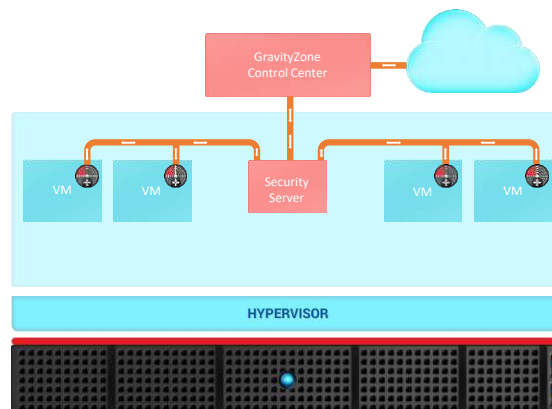 GravityZone
Control Center
VM
VM
Security
Server
VM
VM
HYPERVISOR